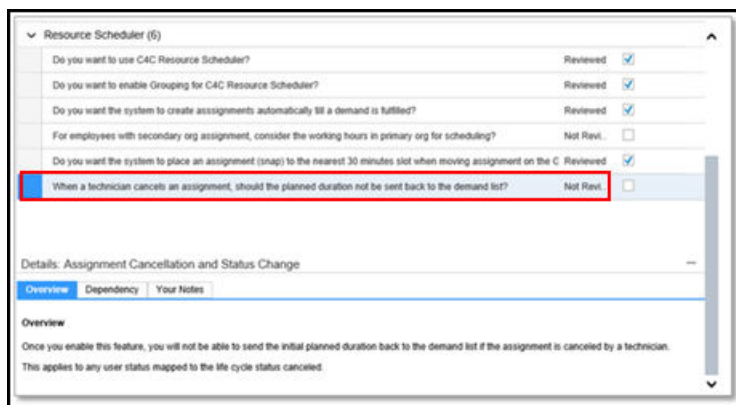 Resource Scheduler (6)
Do you want to use C4C Resource Scheduler? Reviewed
Do you want to enable Grouping for C4C Resource Scheduler? Reviewed
Do you want the system to create asssignments automatically till a demand is fulfilled? Reviewed
For employees with secondary org assignment, consider the working hours in primary org for scheduling? Not Revi..
Do you want the system to place an assignment (snap) to the nearest 30 minutes slot when moving assignment on the G Reviewed
When a technician cancels an assignment, should the planned duration not be sent back to the demand list? Not Revi..
Details: Assignment Cancellation and Status Change
Overview Dependency Your Notes
Overview
Once you enable this feature, you will not be able to send the initial planned duration back to the demand list if the assignment is canceled by a technician.
This applies to any user status mapped to the life cycle status canceled.